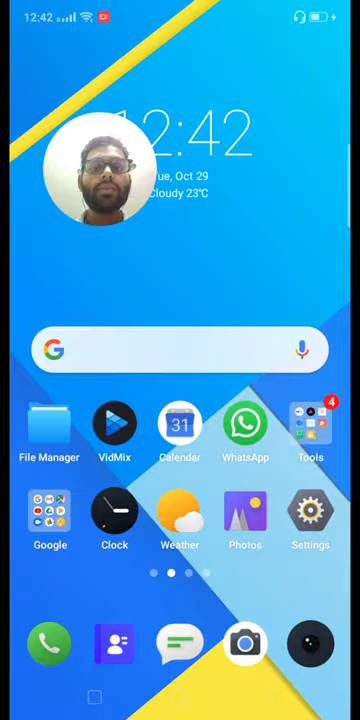 12:42
12:42
Tue, Oct 29
Cloudy 23℃
G
31
4
File Manager
VidMix
Calendar
WhatsApp
Tools
Google
Clock
Weather
Photos
Settings